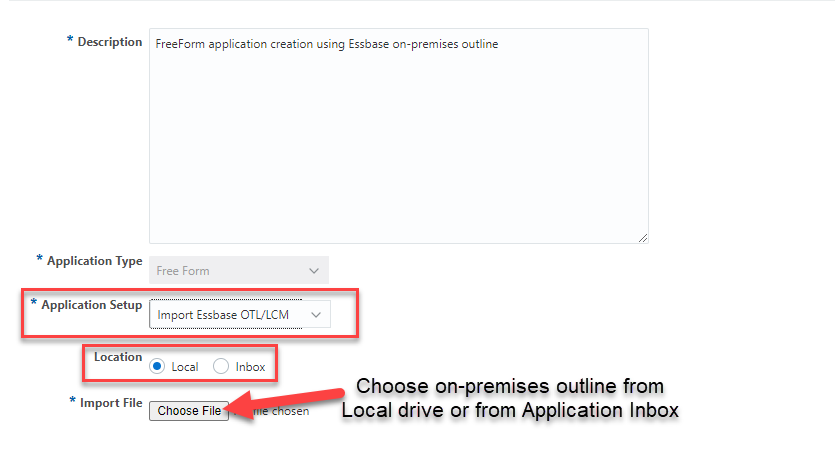 * Description
FreeForm application creation using Essbase on-premises outline
* Application Type
Free Form
* Application Setup
Import Essbase OTL/LCM
Location
Local
Inbox
* Import File
Choose File
file chosen
Choose on-premises outline from
Local drive or from Application Inbox